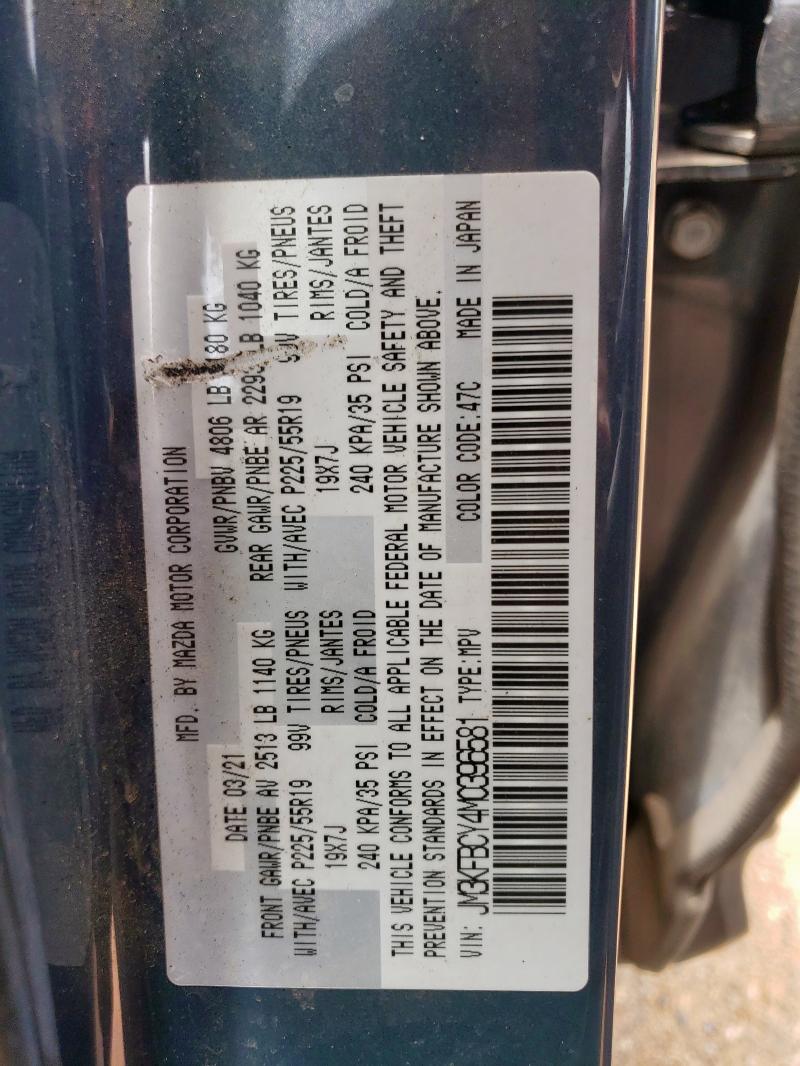 MFD. BY MAZDA MOTOR CORPORATION
DATE 03/21 GVWR/PNBV 4806 LB KG
FRONT GAWR/PNBE AV 2513 LB 1140 KG REAR GAWR/PNBE AR LB 1040 KG
WITH/AVEC P225/55R19 99V TIRES/PNEUS WITH/AVEC P225/55R19 TIRES/PNEUS
19X7J RIMS/JANTES 19X7J RIMS/JANTES
240 KPA/35 PSI COLD/A FROID 240 KPA/35 PSI COLD/A FROID
THIS VEHICLE CONFORMS TO ALL APPLICABLE FEDERAL MOTOR VEHICLE SAFETY AND THEFT
PREVENTION STANDARDS IN EFFECT ON THE DATE OF MANUFACTURE SHOWN ABOVE.
VIN: JM3KFBCY4M0396581 TYPE:MPV COLOR CODE:47C MADE IN JAPAN